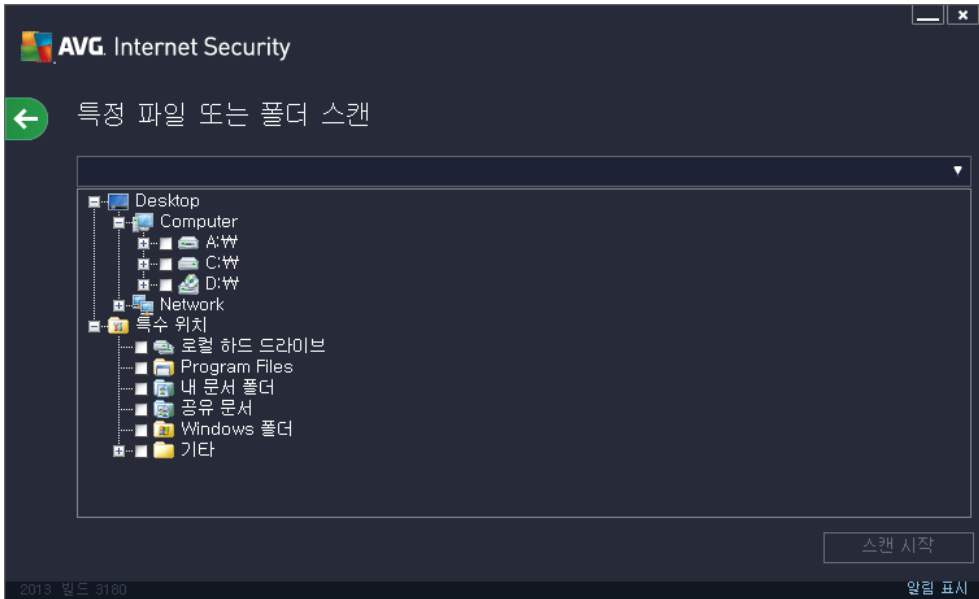 AVG. Internet Security
특정 파일 또는 폴더 스캔
Desktop
Computer
A:₩
C:₩
D:₩
Network
특수 위치
로컬 하드 드라이브
Program Files
내 문서 폴더
공유 문서
Windows 폴더
기타
스캔 시작
2013 빌드 3180
알림 표시